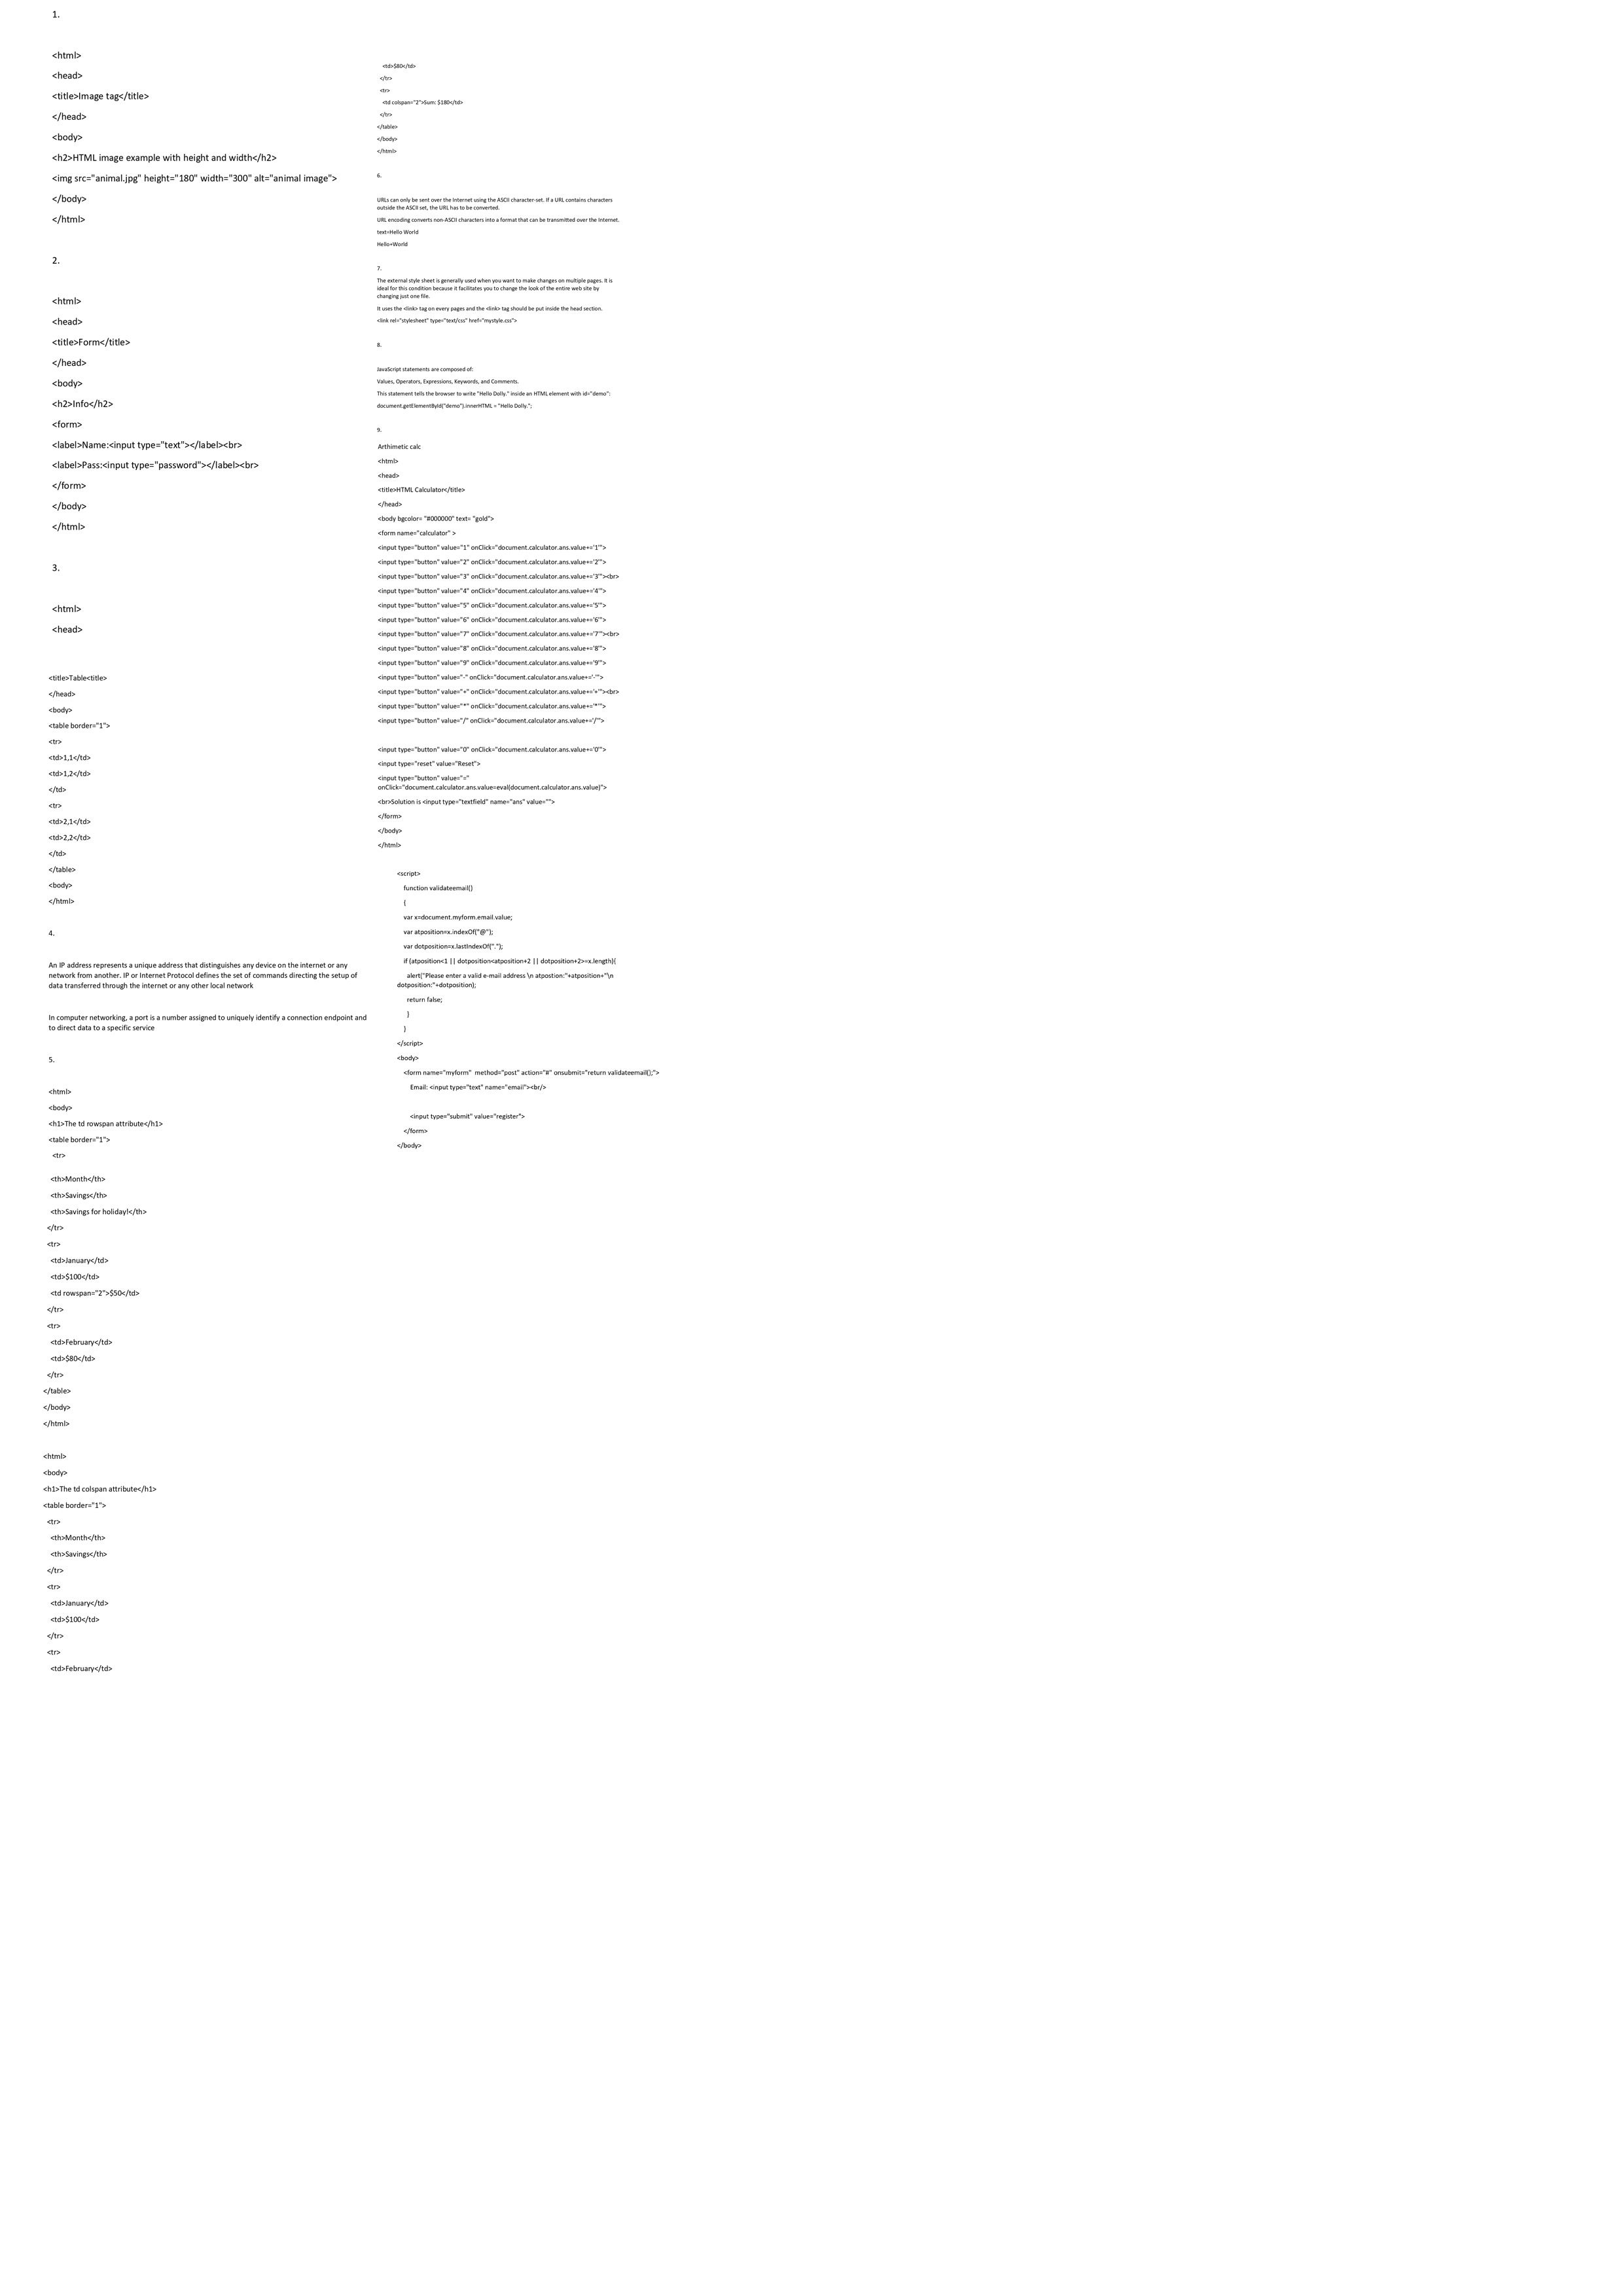 1.
<html>
<head>
<title>Image tag</title>
</head>
<body>
<h2>HTML image example with height and width</h2>
<img src="animal.jpg" height="180" width="300" alt="animal image">
</body>
</html>
2.
<html>
<head>
<title>Form</title>
</head>
<body>
<h2>Info</h2>
<form>
<label>Name:<input type="text"></label><br>
<label>Pass:<input type="password"></label><br>
</form>
</body>
</html>
3.
<html>
<head>
<title>Table<title>
</head>
<body>
<table border="1">
<tr>
<td>1,1</td>
<td>1,2</td>
</td>
<tr>
<td>2,1</td>
<td>2,2</td>
</td>
</table>
<body>
</html>
4.
An IP address represents a unique address that distinguishes any device on the internet or any
network from another. IP or Internet Protocol defines the set of commands directing the setup of
data transferred through the internet or any other local network
In computer networking, a port is a number assigned to uniquely identify a connection endpoint and
to direct data to a specific service
5.
<html>
<body>
<h1>The td rowspan attribute</h1>
<table border="1">
<tr>
<th>Month</th>
<th>Savings</th>
<th>Savings for holiday!</th>
</tr>
<tr>
<td>January</td>
<td>$100</td>
<td rowspan="2">$50</td>
</tr>
<tr>
<td>February</td>
<td>$80</td>
</tr>
</table>
</body>
</html>
<html>
<body>
<h1>The td colspan attribute</h1>
<table border="1">
<tr>
<th>Month</th>
<th>Savings</th>
</tr>
<tr>
<td>January</td>
<td>$100</td>
</tr>
<tr>
<td>February</td>
<td>$80</td>
</tr>
<tr>
<td colspan="2">Sum: $180</td>
</tr>
</table>
</body>
</html>
6.
URLs can only be sent over the Internet using the ASCII character-set. If a URL contains characters
outside the ASCII set, the URL has to be converted.
URL encoding converts non-ASCII characters into a format that can be transmitted over the Internet.
text=Hello World
Hello+World
7.
The external style sheet is generally used when you want to make changes on multiple pages. It is
ideal for this condition because it facilitates you to change the look of the entire web site by
changing just one file.
It uses the <link> tag on every pages and the <link> tag should be put inside the head section.
<link rel="stylesheet" type="text/css" href="mystyle.css">
8.
JavaScript statements are composed of:
Values, Operators, Expressions, Keywords, and Comments.
This statement tells the browser to write "Hello Dolly." inside an HTML element with id="demo":
document.getElementById("demo").innerHTML = "Hello Dolly.";
9.
Arthimetic calc
<html>
<head>
<title>HTML Calculator</title>
</head>
<body bgcolor= "#000000" text= "gold">
<form name="calculator" >
<input type="button" value="1" onClick="document.calculator.ans.value+='1'">
<input type="button" value="2" onClick="document.calculator.ans.value+='2'">
<input type="button" value="3" onClick="document.calculator.ans.value+='3'"><br>
<input type="button" value="4" onClick="document.calculator.ans.value+='4'">
<input type="button" value="5" onClick="document.calculator.ans.value+='5'">
<input type="button" value="6" onClick="document.calculator.ans.value+='6'">
<input type="button" value="7" onClick="document.calculator.ans.value+='7'"><br>
<input type="button" value="8" onClick="document.calculator.ans.value+='8'">
<input type="button" value="9" onClick="document.calculator.ans.value+='9'">
<input type="button" value="-" onClick="document.calculator.ans.value+='-'">
<input type="button" value="+" onClick="document.calculator.ans.value+='+'"><br>
<input type="button" value="*" onClick="document.calculator.ans.value+='*'">
<input type="button" value="/" onClick="document.calculator.ans.value+='/'">
<input type="button" value="0" onClick="document.calculator.ans.value+='0'">
<input type="reset" value="Reset">
<input type="button" value="="
onClick="document.calculator.ans.value=eval(document.calculator.ans.value)">
<br>Solution is <input type="textfield" name="ans" value="">
</form>
</body>
</html>
<script>
function validateemail()
{
var x=document.myform.email.value;
var atposition=x.indexOf("@");
var dotposition=x.lastIndexOf(".");
if (atposition<1 || dotposition<atposition+2 || dotposition+2>=x.length){
alert("Please enter a valid e-mail address \n atpostion:"+atposition+"\n
dotposition:"+dotposition);
return false;
}
}
</script>
<body>
<form name="myform"  method="post" action="#" onsubmit="return validateemail();">
Email: <input type="text" name="email"><br/>
<input type="submit" value="register">
</form>
</body>